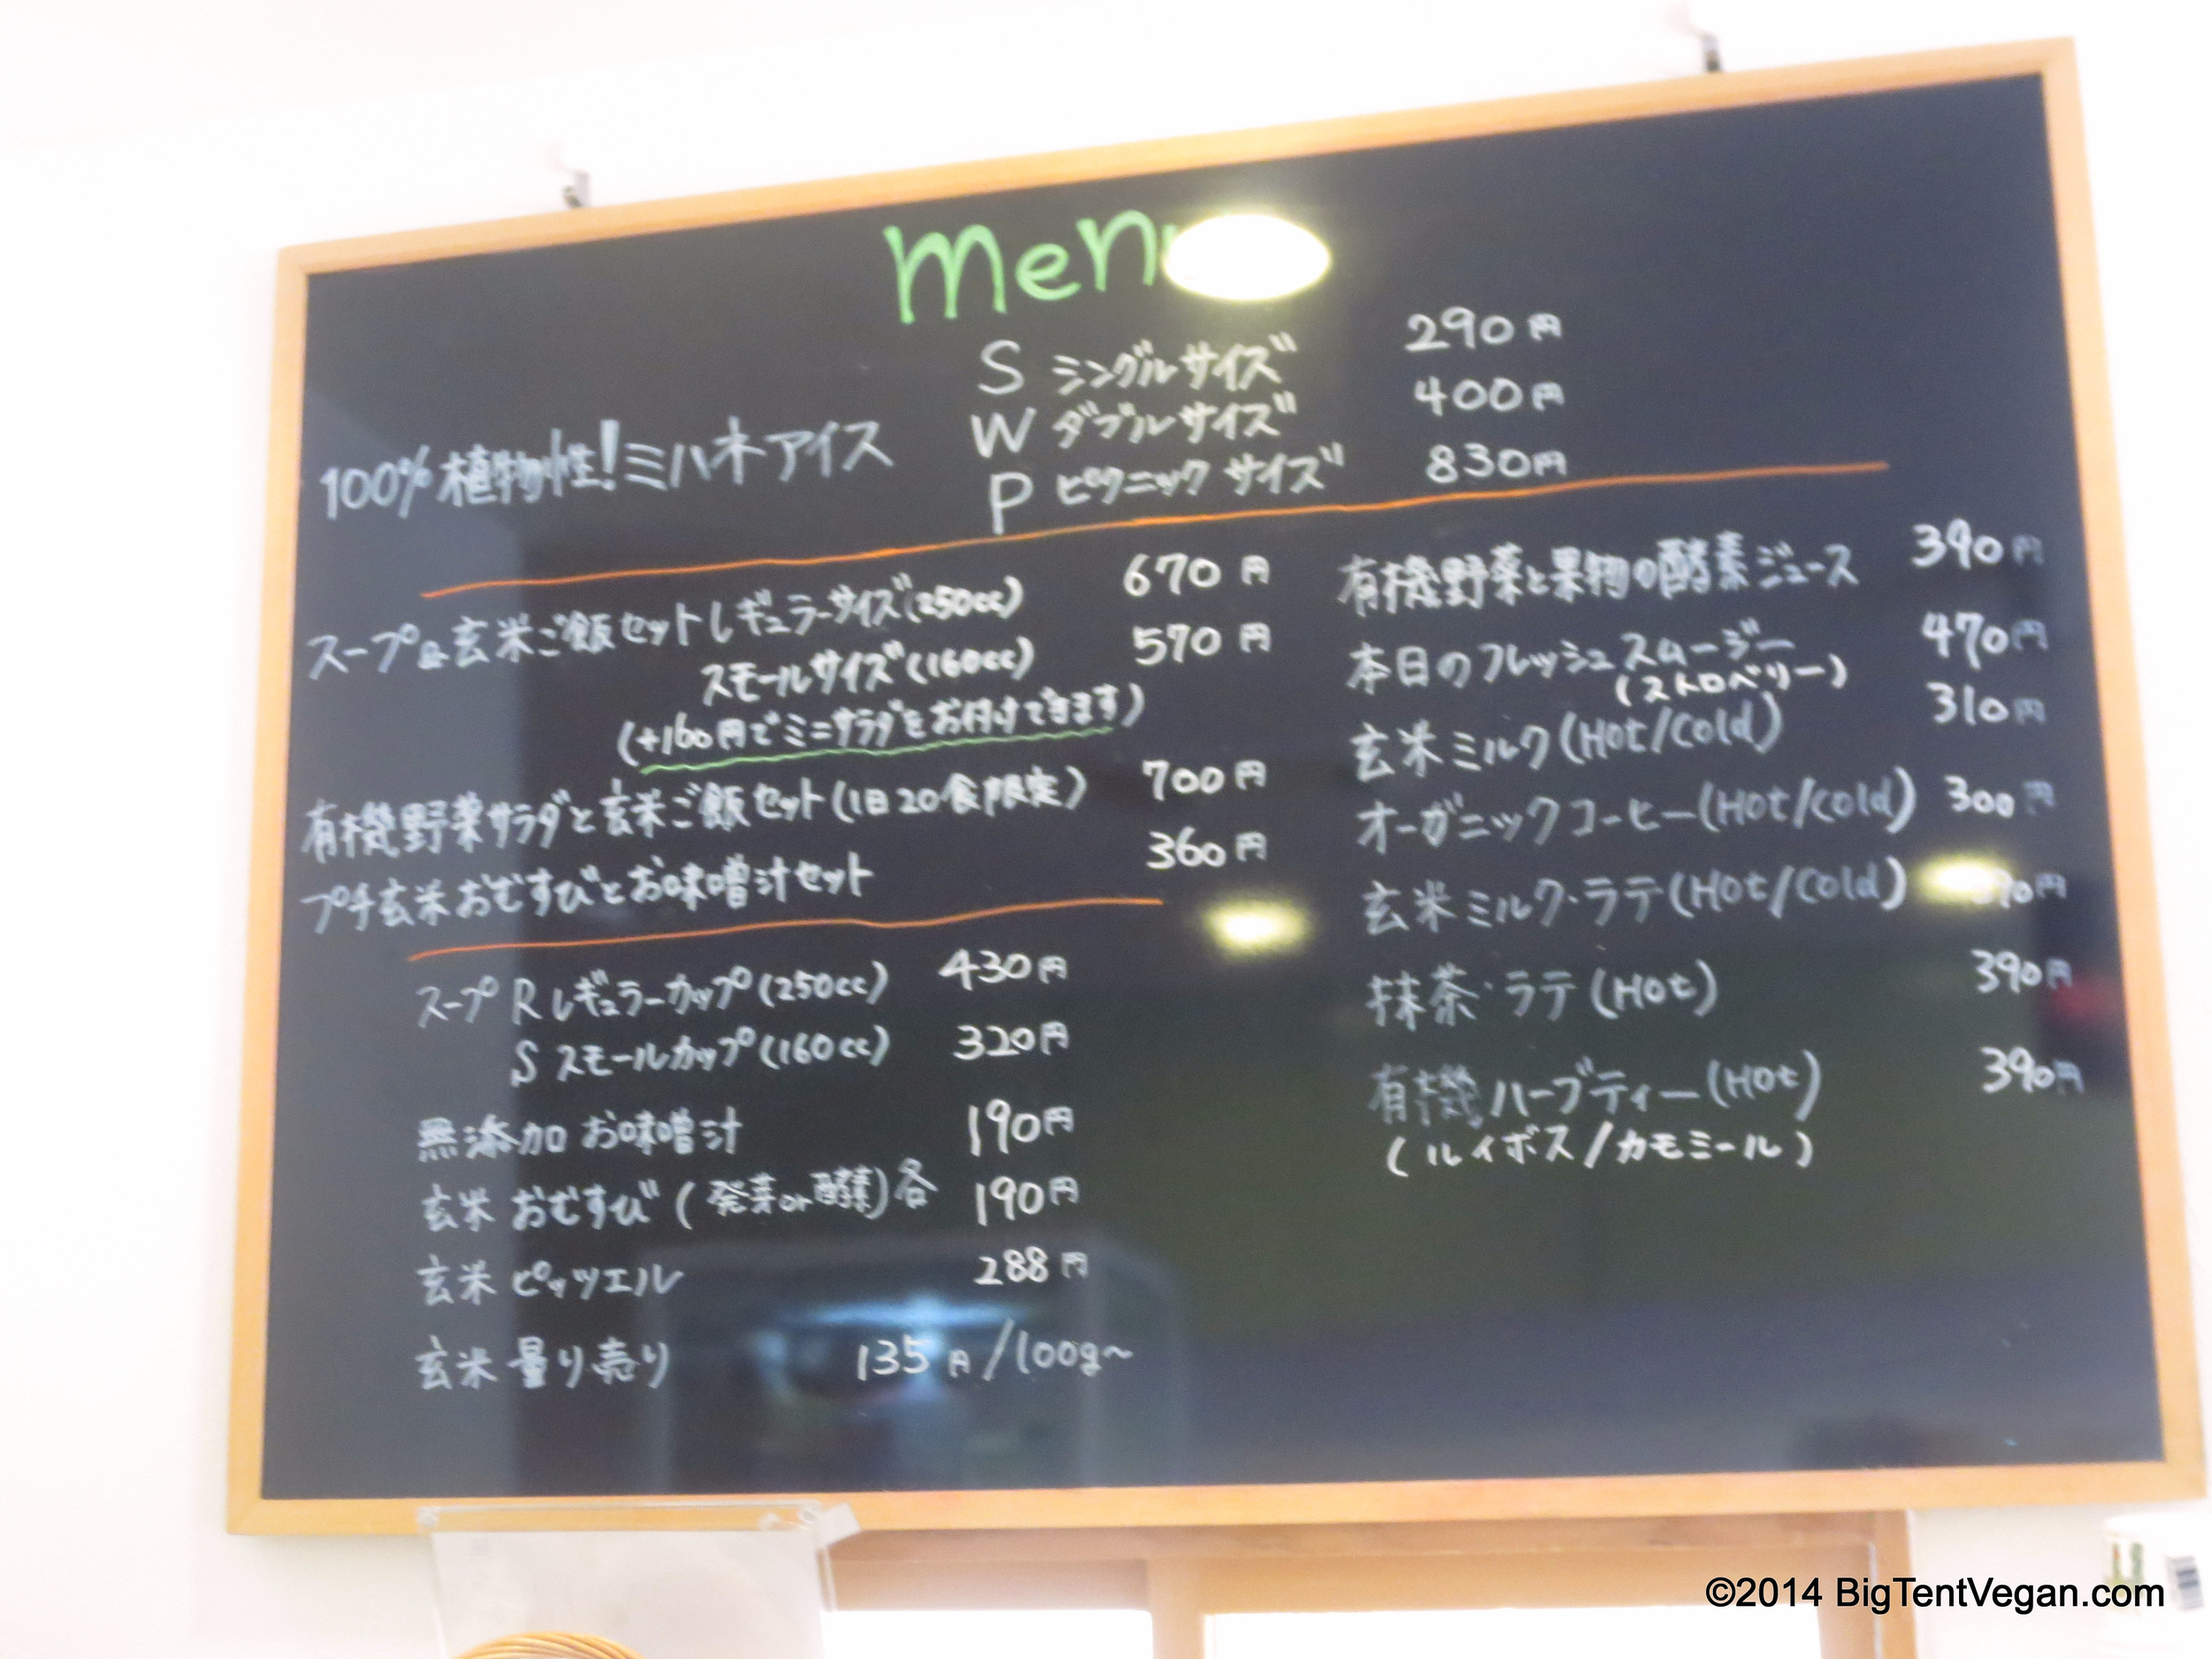 menu
S シングルサイズ 290円
W ダブルサイズ 400円
100%植物性!ミハネアイス
P ピクニックサイズ 830円
スープ&玄米ご飯セットレギュラーサイズ(250cc) 670円
スモールサイズ(160cc) 570円
(+160円でミニサラダをお付けできます)
有機野菜サラダと玄米ご飯セット(1日20食限定) 700円
プチ玄米おむすびとお味噌汁セット 360円
スープ R レギュラーカップ(250cc) 430円
S スモールカップ(160cc) 320円
無添加お味噌汁 190円
玄米 おむすび(発芽or酵素)各 190円
玄米 ピッツエル 288円
玄米 量り売り 135円/100g~
有機野菜と果物の酵素ジュース 390円
本日のフレッシュスムージー 470円
(ストロベリー)
玄米ミルク(Hot/Cold) 310円
オーガニックコーヒー(Hot/Cold) 300円
玄米ミルク・ラテ(Hot/Cold) 円
抹茶・ラテ(Hot) 390円
有機ハーブティー(Hot) 390円
(ルイボス/カモミール)
©2014 BigTentVegan.com